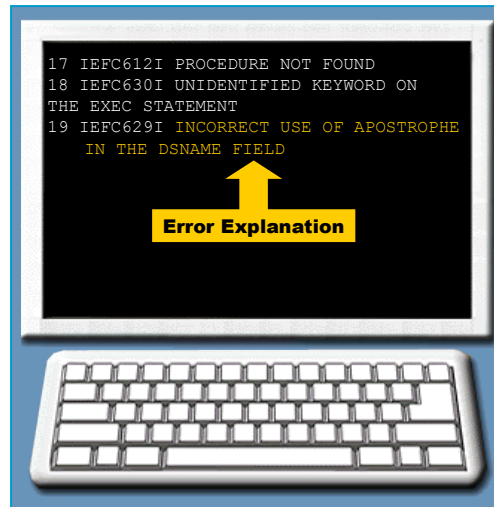 17 IEFC612I PROCEDURE NOT FOUND
18 IEFC630I UNIDENTIFIED KEYWORD ON
THE EXEC STATEMENT
19 IEFC629I INCORRECT USE OF APOSTROPHE
IN THE DSNAME FIELD
Error Explanation